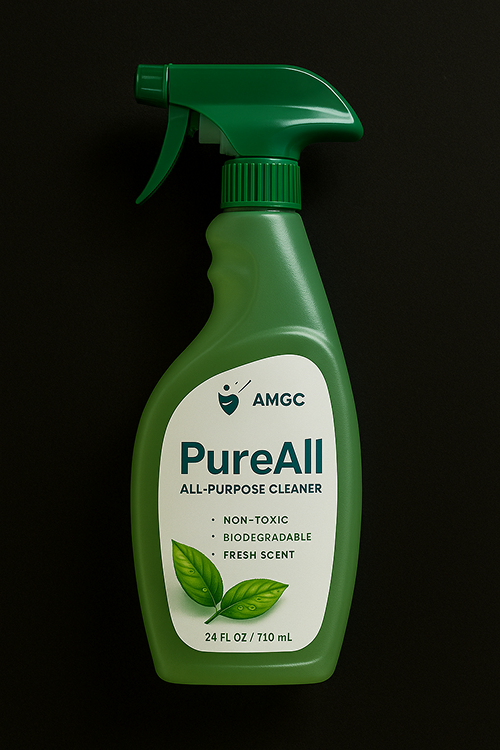 AMGC
PureAll
ALL-PURPOSE CLEANER
• NON-TOXIC
• BIODEGRADABLE
• FRESH SCENT
24 FL OZ / 710 mL